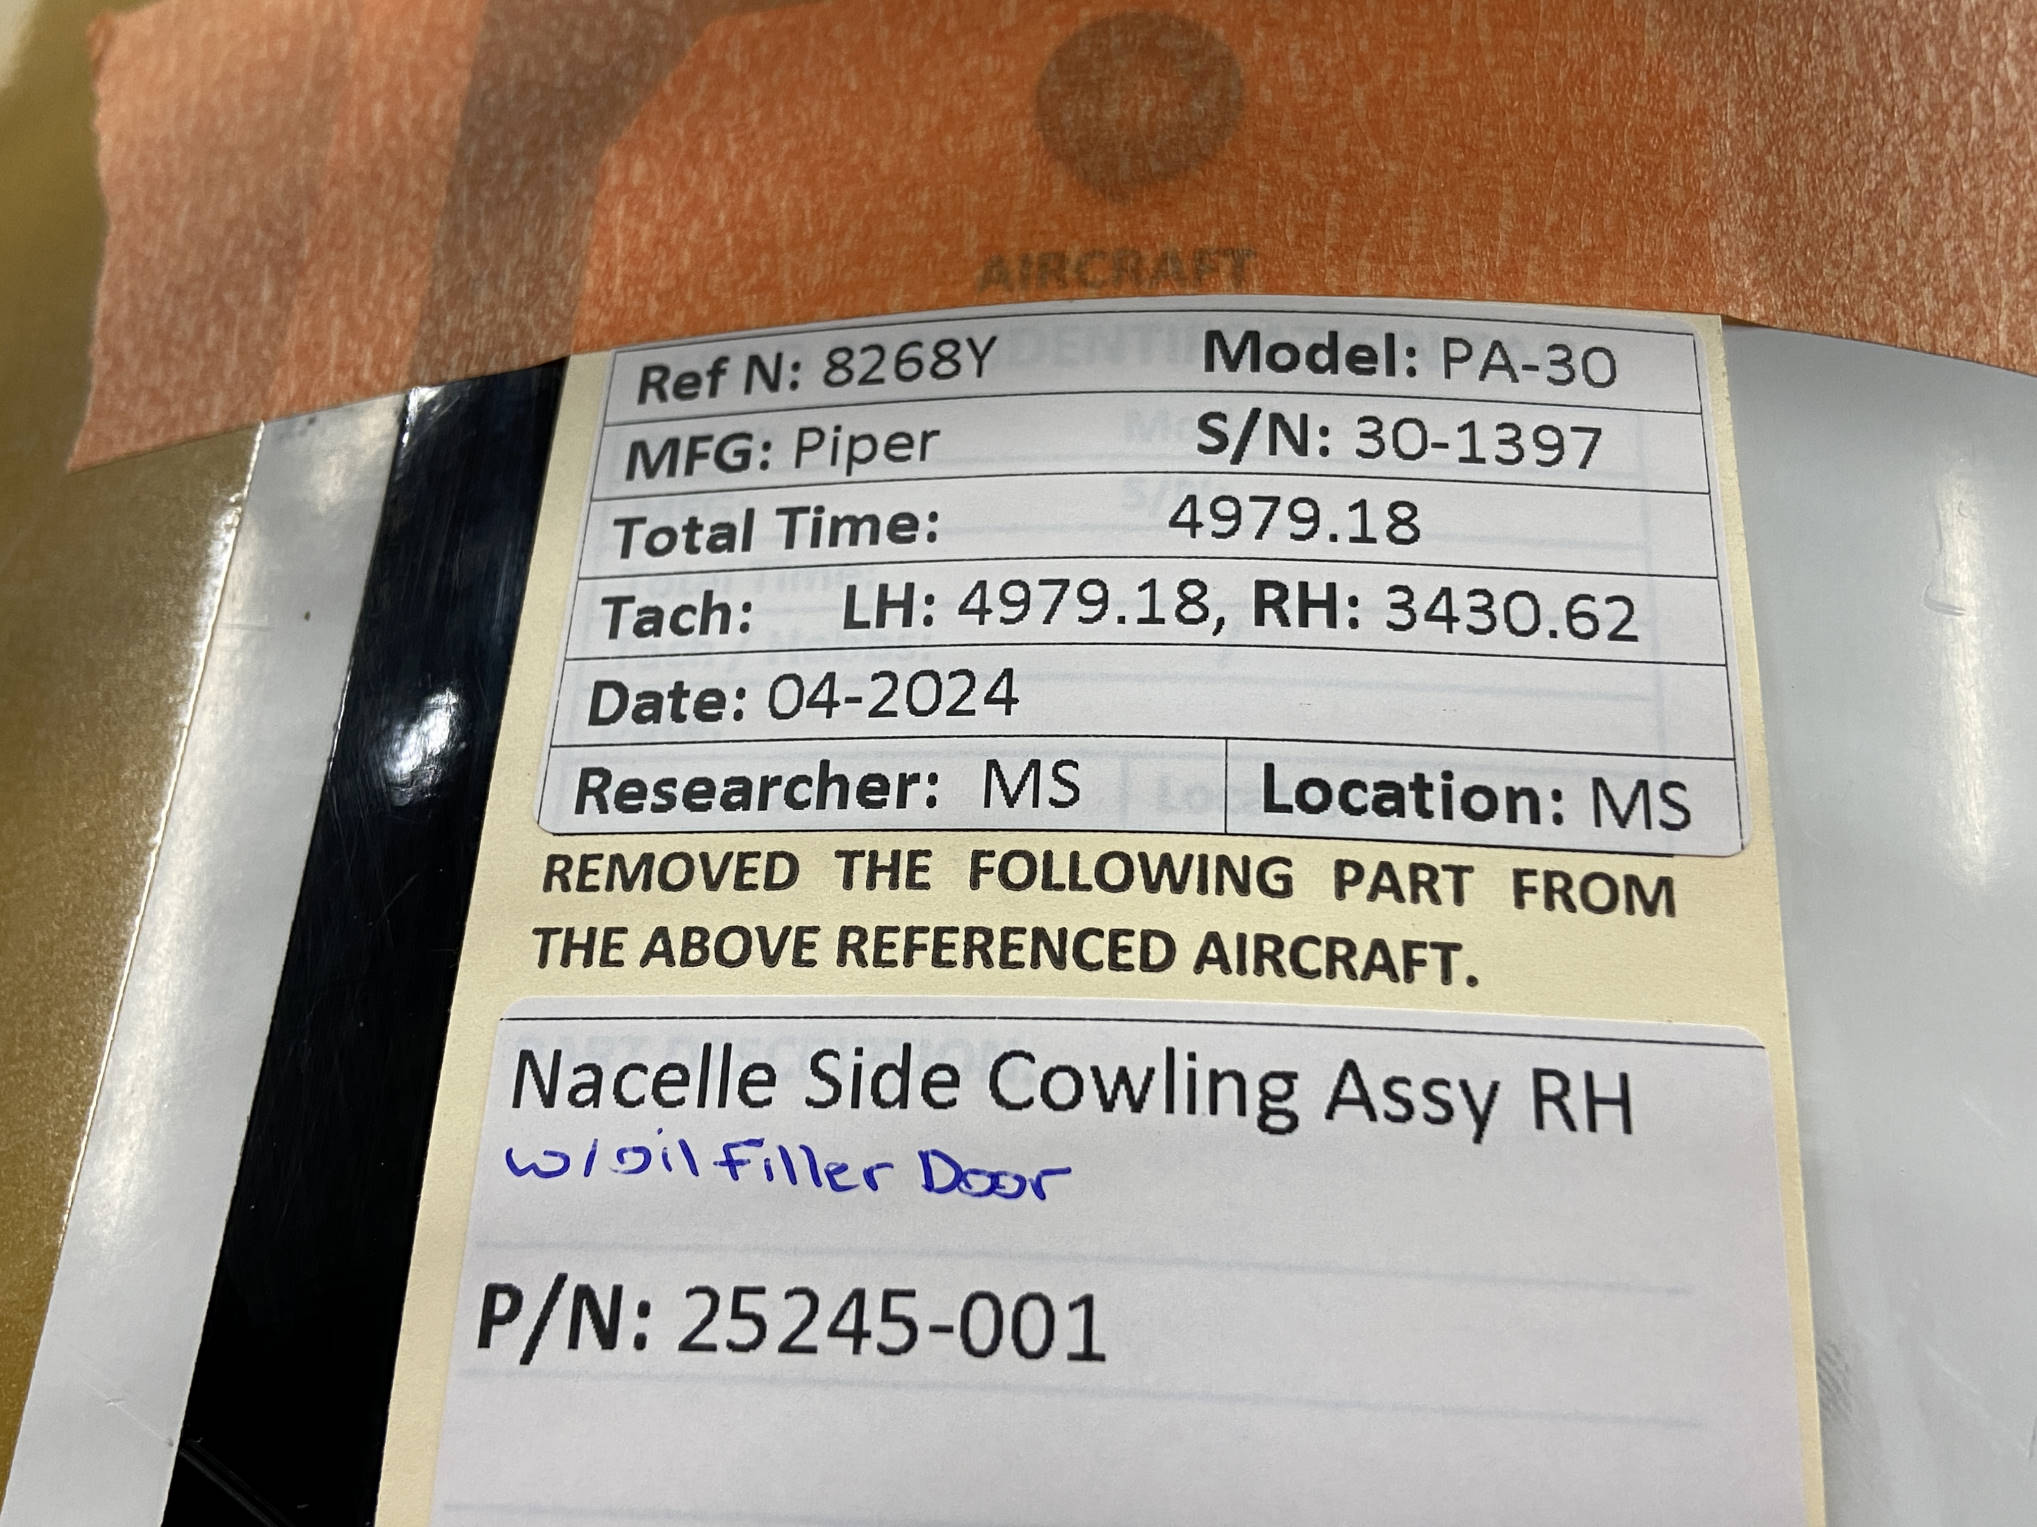 AIRCRAFT
Ref N: 8268Y Model: PA-30
MFG: Piper S/N: 30-1397
Total Time: 4979.18
Tach: LH: 4979.18, RH: 3430.62
Date: 04-2024
Researcher: MS Location: MS
REMOVED THE FOLLOWING PART FROM
THE ABOVE REFERENCED AIRCRAFT.
Nacelle Side Cowling Assy RH
w/oil filler Door
P/N: 25245-001